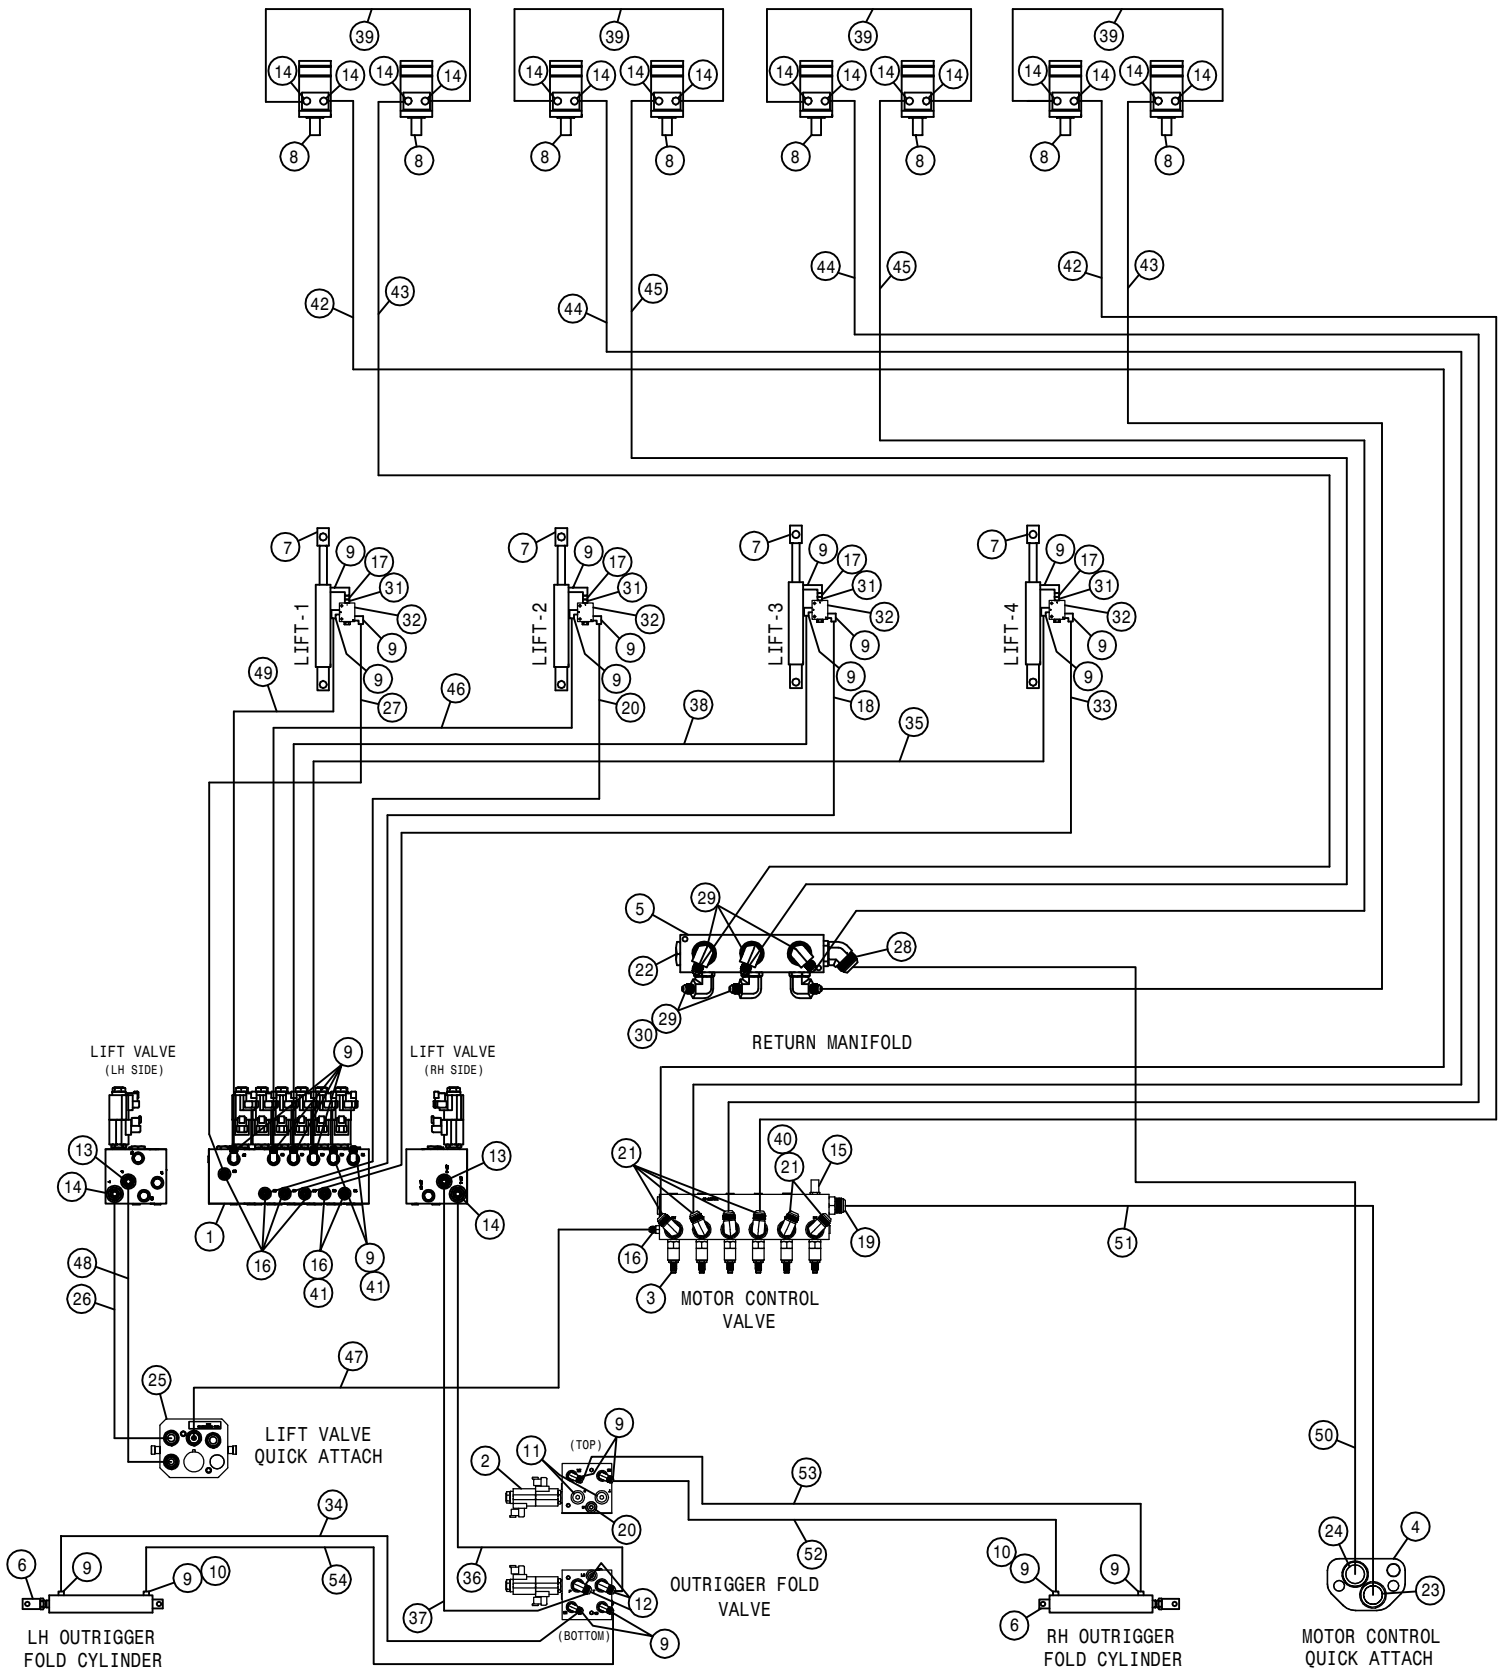 39 39 39 39
14 14 14 14 14 14 14 14 14 14 14 14 14 14 14 14
8 8 8 8 8 8 8 8
44 45 42 43
42 43 44 45
7 9 17 31 32 9 9 27
LIFT-1
7 9 17 31 32 9 9 20
LIFT-2
7 9 17 31 32 9 9 18
LIFT-3
7 9 17 31 32 9 9 33
LIFT-4
49 46 38 35
5 29 28
22
30 29
RETURN MANIFOLD
LIFT VALVE
(LH SIDE)
9
LIFT VALVE
(RH SIDE)
13 14
13 14
1 16 16 41 9 41
21 40 21 15
16 19 51
3
MOTOR CONTROL
VALVE
48
26
47
25
LIFT VALVE
QUICK ATTACH
50
2 11 (TOP) 9
20
53
52
34
54
36
37
6 9 9 10
LH OUTRIGGER
FOLD CYLINDER
12
9
(BOTTOM)
OUTRIGGER FOLD
VALVE
10 9 9
6
RH OUTRIGGER
FOLD CYLINDER
24 4
23
MOTOR CONTROL
QUICK ATTACH